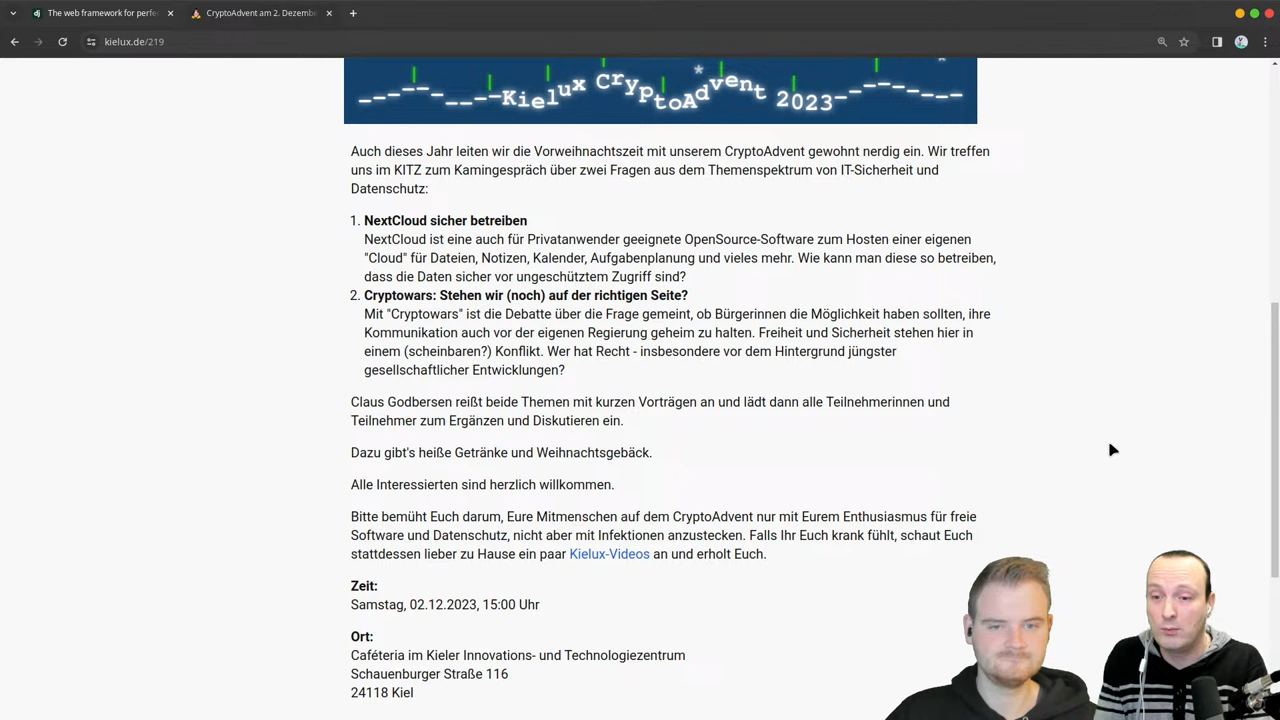 The web framework for perfe
CryptoAdvent am 2. Dezembe
kielux.de/219
Kielux CryptoAdvent 2023
Auch dieses Jahr leiten wir die Vorweihnachtszeit mit unserem CryptoAdvent gewohnt nerdig ein. Wir treffen
uns im KITZ zum Kamingespräch über zwei Fragen aus dem Themenspektrum von IT-Sicherheit und
Datenschutz:
1. NextCloud sicher betreiben
NextCloud ist eine auch für Privatanwender geeignete OpenSource-Software zum Hosten einer eigenen
"Cloud" für Dateien, Notizen, Kalender, Aufgabenplanung und vieles mehr. Wie kann man diese so betreiben,
dass die Daten sicher vor ungeschütztem Zugriff sind?
2. Cryptowars: Stehen wir (noch) auf der richtigen Seite?
Mit "Cryptowars" ist die Debatte über die Frage gemeint, ob Bürgerinnen die Möglichkeit haben sollten, ihre
Kommunikation auch vor der eigenen Regierung geheim zu halten. Freiheit und Sicherheit stehen hier in
einem (scheinbaren?) Konflikt. Wer hat Recht - insbesondere vor dem Hintergrund jüngster
gesellschaftlicher Entwicklungen?
Claus Godbersen reißt beide Themen mit kurzen Vorträgen an und lädt dann alle Teilnehmerinnen und
Teilnehmer zum Ergänzen und Diskutieren ein.
Dazu gibt's heiße Getränke und Weihnachtsgebäck.
Alle Interessierten sind herzlich willkommen.
Bitte bemüht Euch darum, Eure Mitmenschen auf dem CryptoAdvent nur mit Eurem Enthusiasmus für freie
Software und Datenschutz, nicht aber mit Infektionen anzustecken. Falls Ihr Euch krank fühlt, schaut Euch
stattdessen lieber zu Hause ein paar Kielux-Videos an und erholt Euch.
Zeit:
Samstag, 02.12.2023, 15:00 Uhr
Ort:
Caféteria im Kieler Innovations- und Technologiezentrum
Schauenburger Straße 116
24118 Kiel